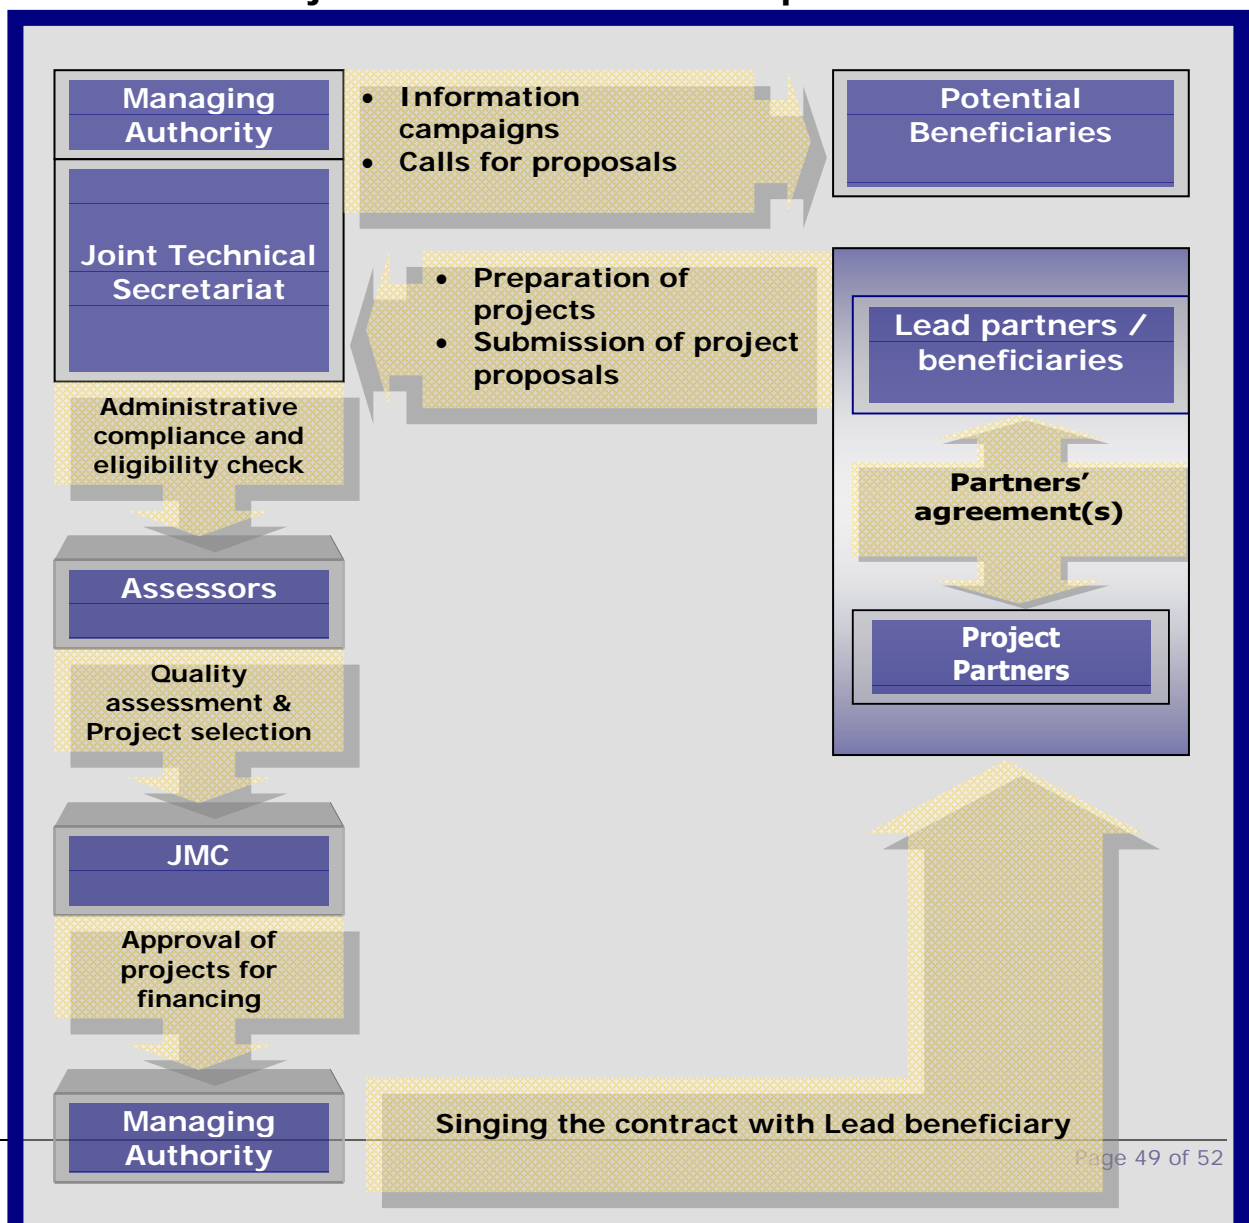 Managing
Authority
• Information
campaigns
• Calls for proposals
Potential
Beneficiaries
Joint Technical
Secretariat
• Preparation of
projects
• Submission of project
proposals
Lead partners /
beneficiaries
Administrative
compliance and
eligibility check
Partners’
agreement(s)
Assessors
Project
Partners
Quality
assessment &
Project selection
JMC
Approval of
projects for
financing
Managing
Authority
Singing the contract with Lead beneficiary
Page 49 of 52